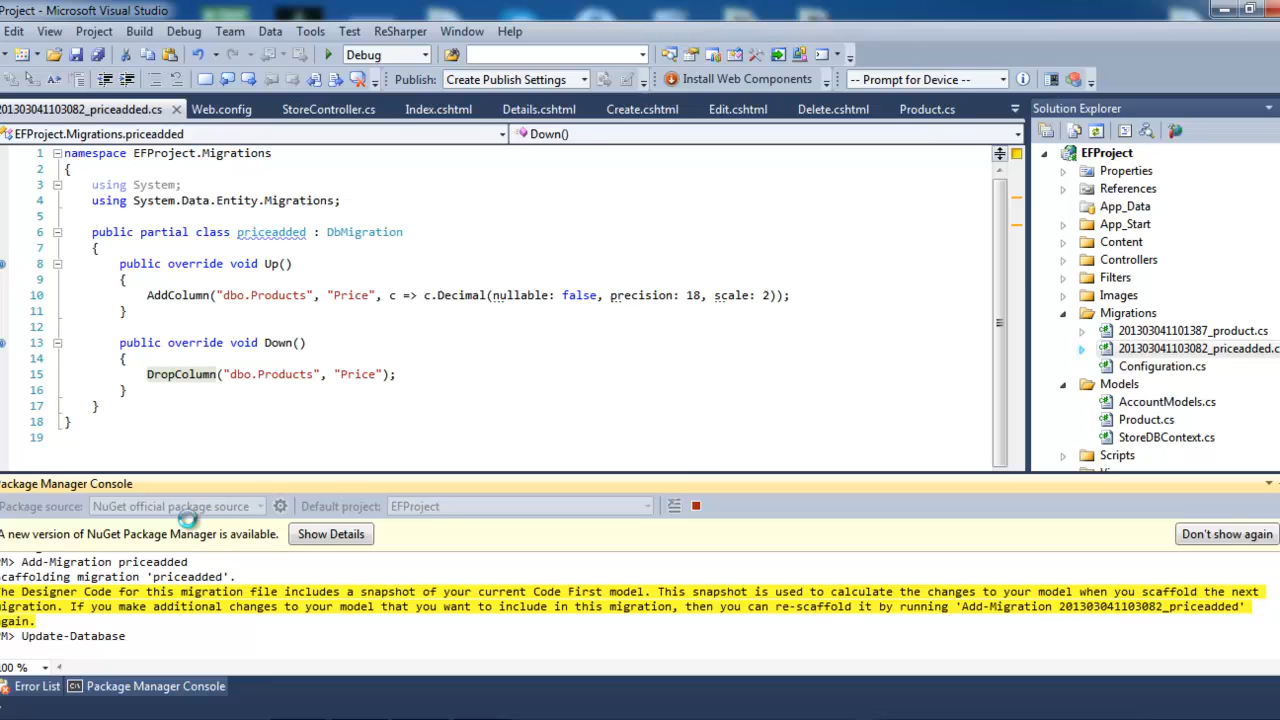 Project - Microsoft Visual Studio
Edit View Project Build Debug Team Data Tools Test ReSharper Window Help
Debug
Publish: Create Publish Settings Install Web Components -- Prompt for Device --
201303041103082_priceadded.cs Web.config StoreController.cs Index.cshtml Details.cshtml Create.cshtml Edit.cshtml Delete.cshtml Product.cs
EFProject.Migrations.priceadded Down()
1 namespace EFProject.Migrations
2 {
3 using System;
4 using System.Data.Entity.Migrations;
5
6 public partial class priceadded : DbMigration
7 {
8 public override void Up()
9 {
10 AddColumn("dbo.Products", "Price", c => c.Decimal(nullable: false, precision: 18, scale: 2));
11 }
12
13 public override void Down()
14 {
15 DropColumn("dbo.Products", "Price");
16 }
17 }
18 }
19
Solution Explorer
EFProject
Properties
References
App_Data
App_Start
Content
Controllers
Filters
Images
Migrations
201303041101387_product.cs
201303041103082_priceadded.c
Configuration.cs
Models
AccountModels.cs
Product.cs
StoreDBContext.cs
Scripts
ackage Manager Console
Package source: NuGet official package source Default project: EFProject
A new version of NuGet Package Manager is available. Show Details Don't show again
PM> Add-Migration priceadded
caffolding migration 'priceadded'.
he Designer Code for this migration file includes a snapshot of your current Code First model. This snapshot is used to calculate the changes to your model when you scaffold the next
igration. If you make additional changes to your model that you want to include in this migration, then you can re-scaffold it by running 'Add-Migration 201303041103082_priceadded'
gain.
PM> Update-Database
100 %
Error List Package Manager Console